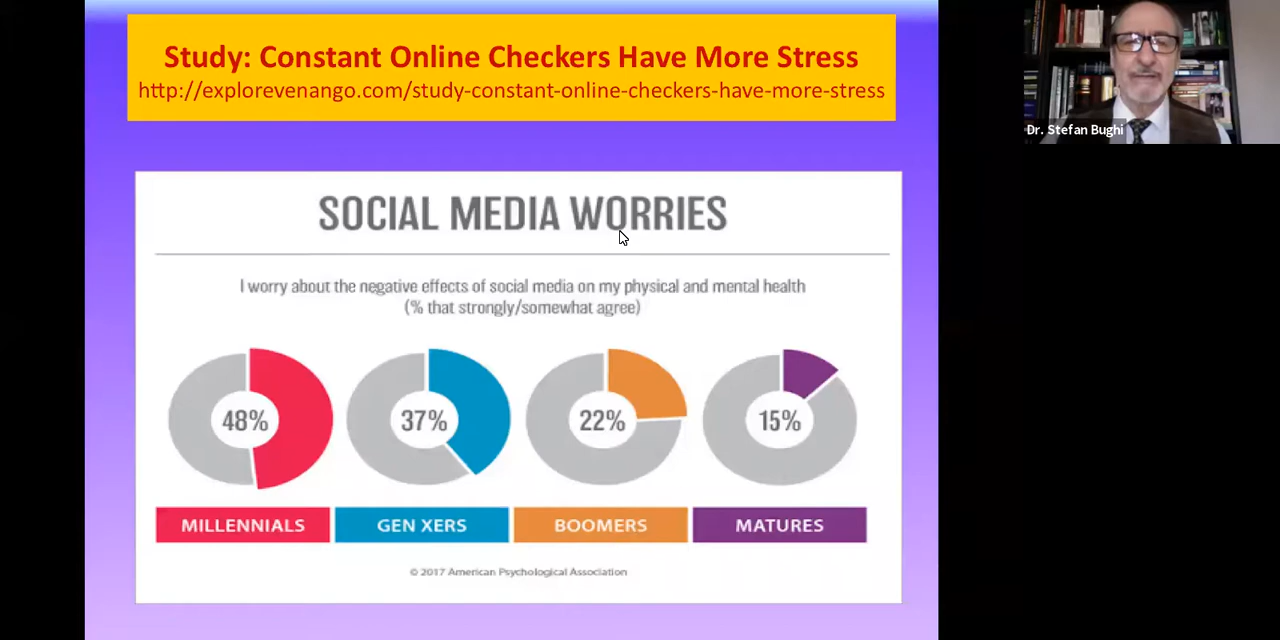 Study: Constant Online Checkers Have More Stress
http://explorevenango.com/study-constant-online-checkers-have-more-stress
Dr. Stefan Bughi
SOCIAL MEDIA WORRIES
I worry about the negative effects of social media on my physical and mental health
(% that strongly/somewhat agree)
48%
37%
22%
15%
MILLENNIALS
GEN XERS
BOOMERS
MATURES
© 2017 American Psychological Association